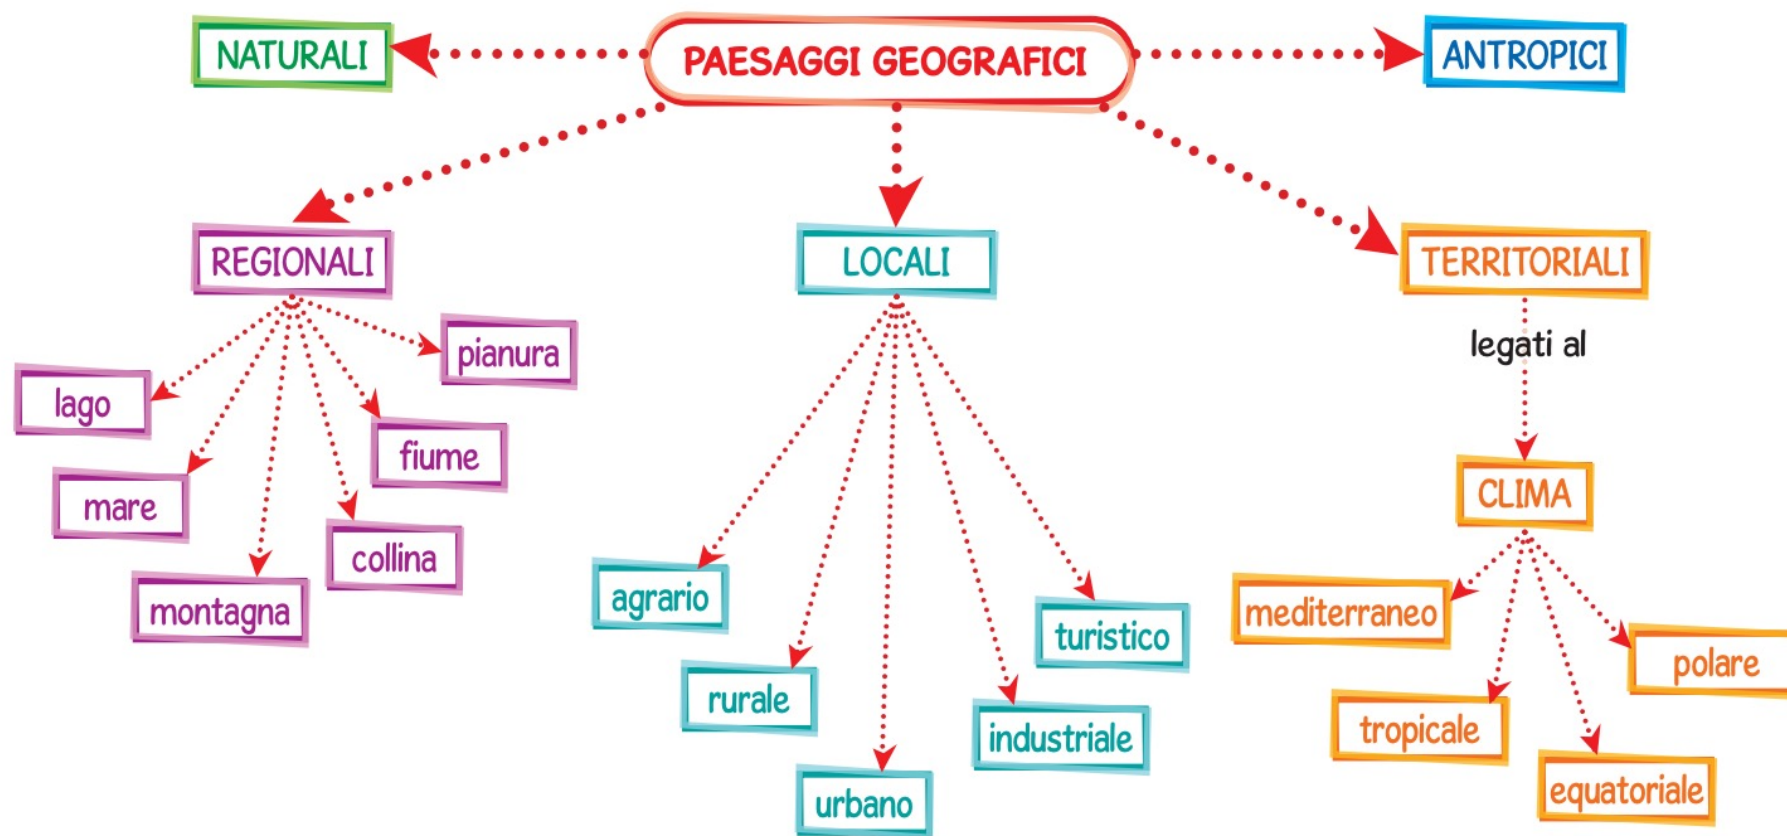 NATURALI
PAESAGGI GEOGRAFICI
ANTROPICI
REGIONALI
LOCALI
TERRITORIALI
lago
mare
montagna
collina
fiume
pianura
agrario
rurale
urbano
industriale
turistico
legati al
CLIMA
mediterraneo
tropicale
equatoriale
polare